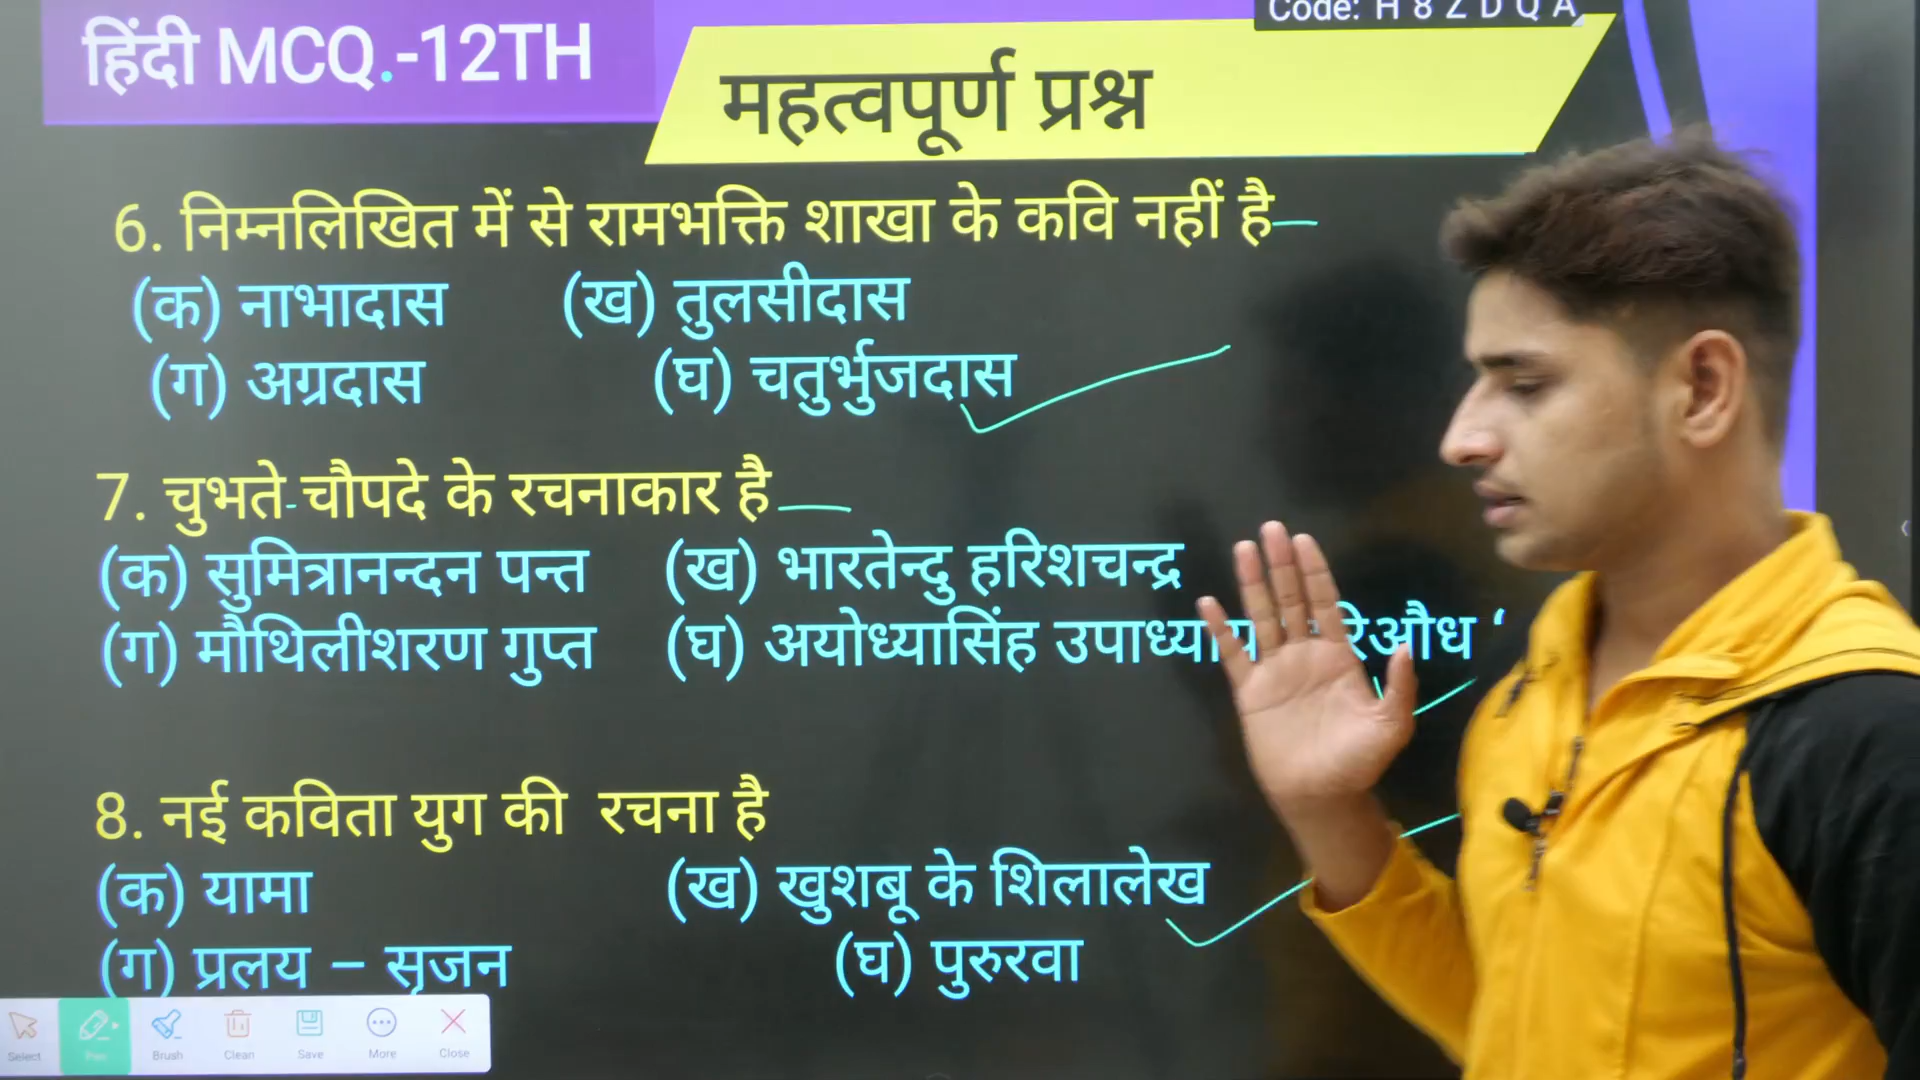 Code: H 8 Z D Q A
हिंदी MCQ.-12TH
महत्वपूर्ण प्रश्न
6. निम्नलिखित में से रामभक्ति शाखा के कवि नहीं है
(क) नाभादास (ख) तुलसीदास
(ग) अग्रदास (घ) चतुर्भुजदास
7. चुभते चौपदे के रचनाकार है
(क) सुमित्रानन्दन पन्त (ख) भारतेन्दु हरिशचन्द्र
(ग) मौथिलीशरण गुप्त (घ) अयोध्यासिंह उपाध्याय
8. नई कविता युग की रचना है
(क) यामा (ख) खुशबू के शिलालेख
(ग) प्रलय – सृजन (घ) पुरुरवा
Select Pen Brush Clean Save More Close